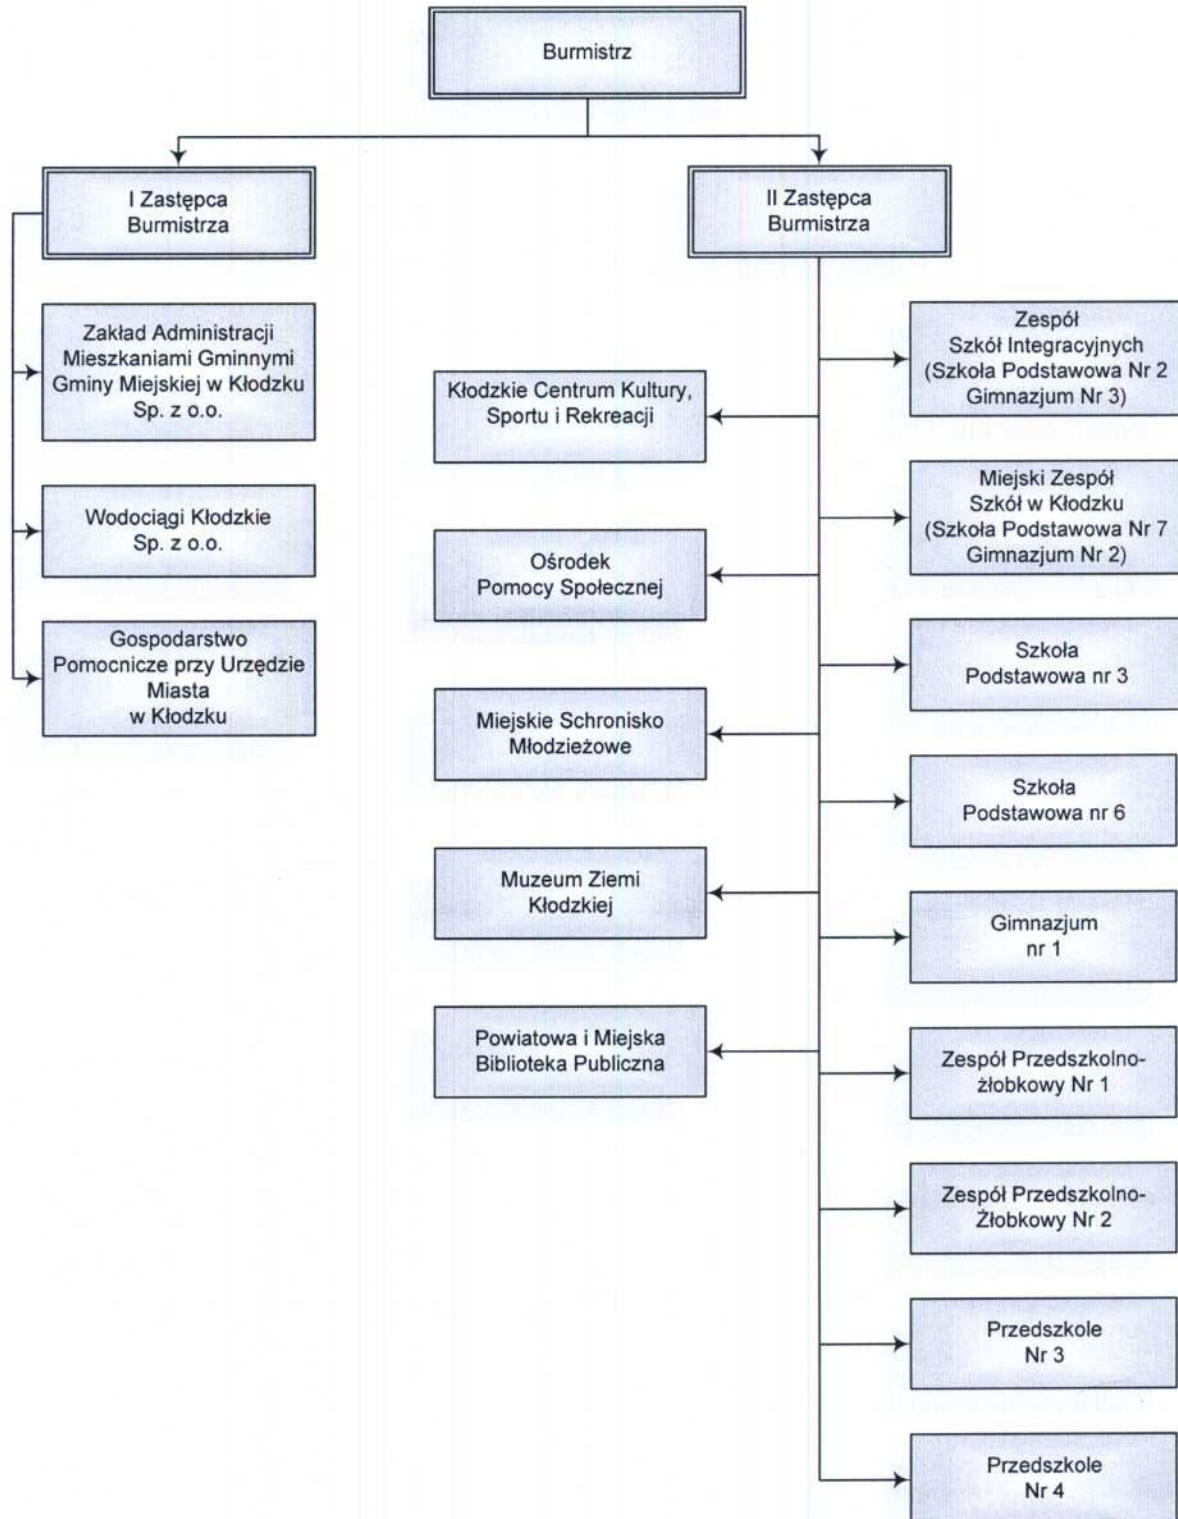 Burmistrz
I Zastępca
Burmistrza
II Zastępca
Burmistrza
Zakład Administracji
Mieszkaniami Gminnymi
Gminy Miejskiej w Kłodzku
Sp. z o.o.
Wodociągi Kłodzkie
Sp. z o.o.
Gospodarstwo
Pomocnicze przy Urzędzie
Miasta
w Kłodzku
Kłodzkie Centrum Kultury,
Sportu i Rekreacji
Ośrodek
Pomocy Społecznej
Miejskie Schronisko
Młodzieżowe
Muzeum Ziemi
Kłodzkiej
Powiatowa i Miejska
Biblioteka Publiczna
Zespół
Szkół Integracyjnych
(Szkoła Podstawowa Nr 2
Gimnazjum Nr 3)
Miejski Zespół
Szkół w Kłodzku
(Szkoła Podstawowa Nr 7
Gimnazjum Nr 2)
Szkoła
Podstawowa nr 3
Szkoła
Podstawowa nr 6
Gimnazjum
nr 1
Zespół Przedszkolno-
żłobkowy Nr 1
Zespół Przedszkolno-
Żłobkowy Nr 2
Przedszkole
Nr 3
Przedszkole
Nr 4